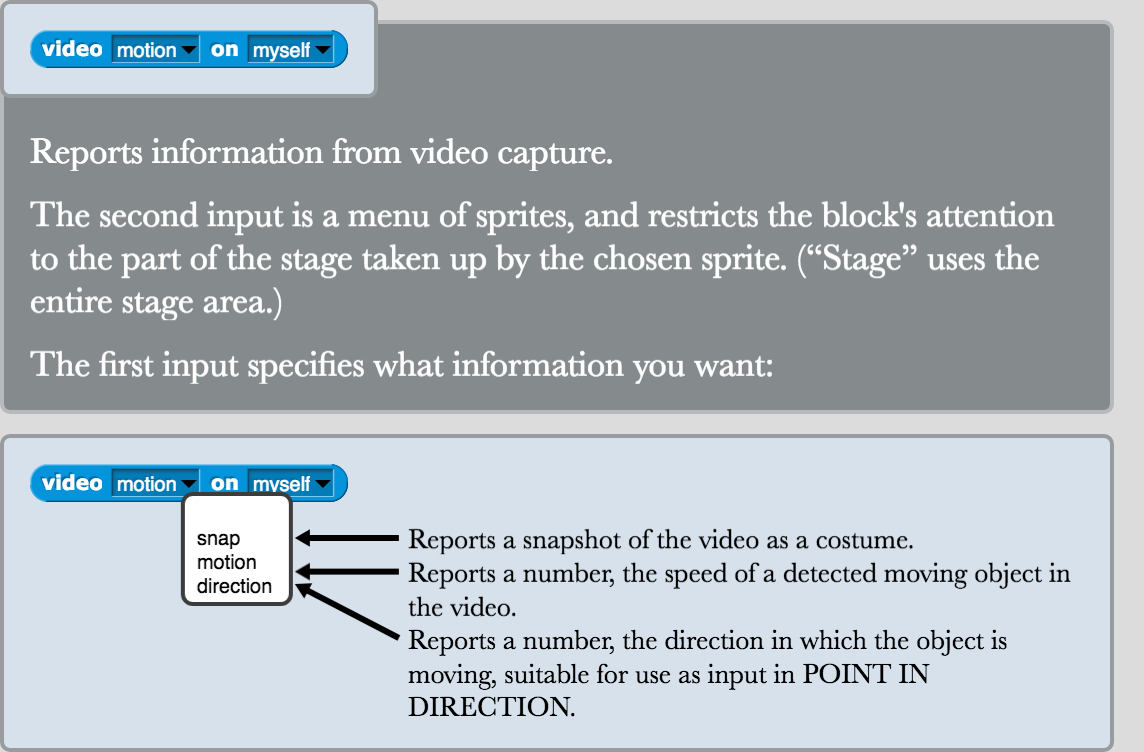 video motion on myself
Reports information from video capture.
The second input is a menu of sprites, and restricts the block's attention
to the part of the stage taken up by the chosen sprite. (“Stage” uses the
entire stage area.)
The first input specifies what information you want:
video motion on myself
snap
motion
direction
Reports a snapshot of the video as a costume.
Reports a number, the speed of a detected moving object in
the video.
Reports a number, the direction in which the object is
moving, suitable for use as input in POINT IN
DIRECTION.